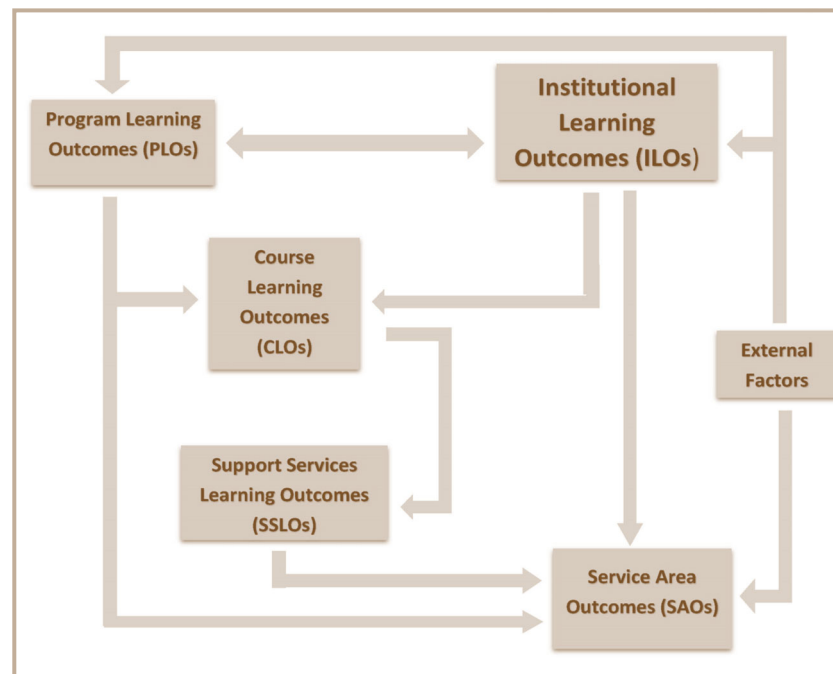 Program Learning
Outcomes (PLOs)
Institutional
Learning
Outcomes (ILOs)
Course
Learning
Outcomes
(CLOs)
External
Factors
Support Services
Learning Outcomes
(SSLOs)
Service Area
Outcomes (SAOs)